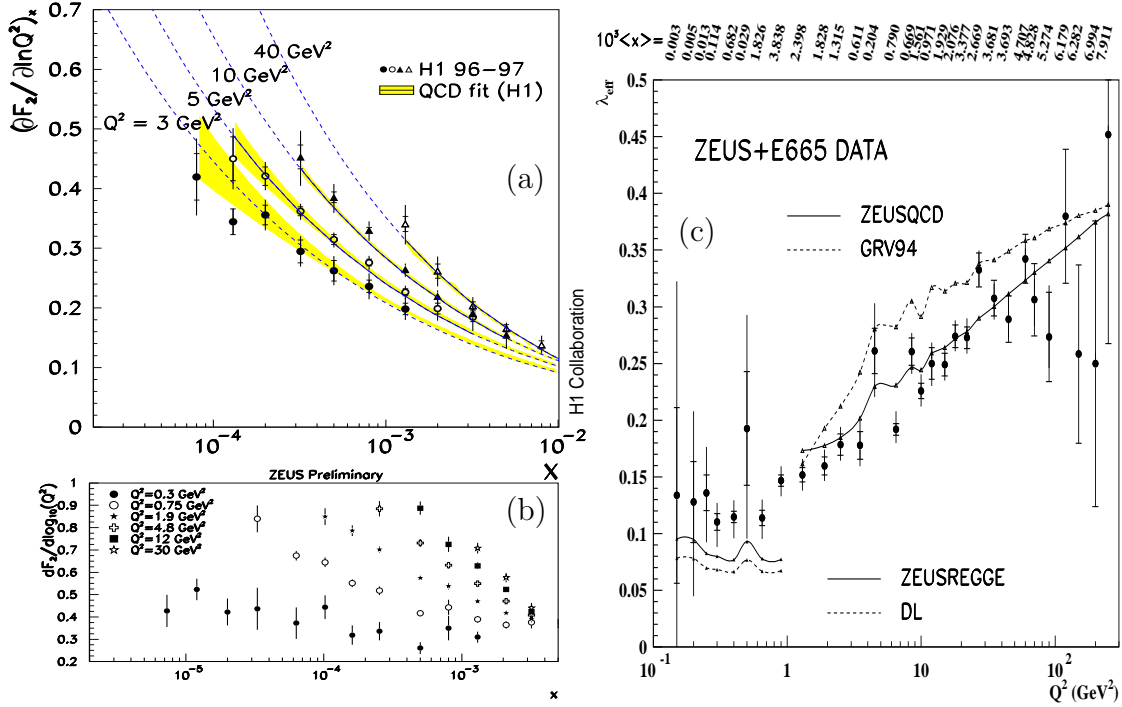 (∂F₂/∂lnQ²)ₓ
0.7
0.6
0.5
0.4
0.3
0.2
0.1
0
40 GeV²
10 GeV²
5 GeV²
Q² = 3 GeV²
H1 96-97
QCD fit (H1)
(a)
H1 Collaboration
10⁻⁴
10⁻³
10⁻²
X
ZEUS Preliminary
dF₂/dlog₁₀(Q²)
1
0.9
0.8
0.7
0.6
0.5
0.4
0.3
0.2
Q²=0.3 GeV²
Q²=0.75 GeV²
Q²=1.9 GeV²
Q²=4.8 GeV²
Q²=12 GeV²
Q²=30 GeV²
(b)
10⁻⁵
10⁻⁴
10⁻³
x
10³<x>=
0.003
0.005
0.013
0.114
0.682
0.029
1.826
3.838
2.398
1.828
1.315
0.611
0.204
0.790
0.669
1.561
0.971
1.929
2.076
3.377
2.669
3.681
3.693
4.828
5.274
6.179
6.282
6.994
7.911
λeff
0.5
0.45
0.4
0.35
0.3
0.25
0.2
0.15
0.1
0.05
0
ZEUS+E665 DATA
ZEUSQCD
GRV94
(c)
ZEUSREGGE
DL
10⁻¹
1
10
10²
Q² (GeV²)